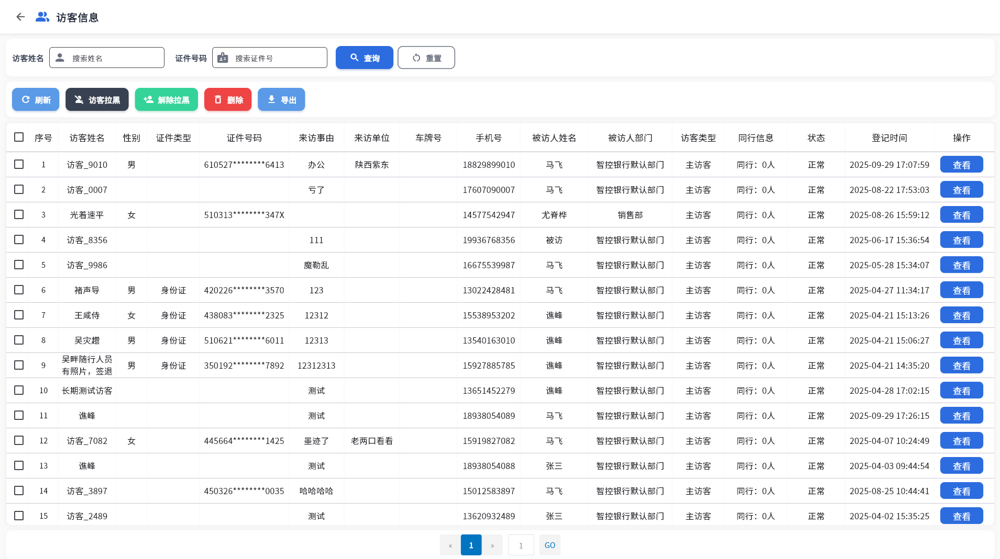 访客信息
访客姓名 搜索姓名 证件号码 搜索证件号 查询 重置
刷新 访客拉黑 解除拉黑 删除 导出
序号 访客姓名 性别 证件类型 证件号码 来访事由 来访单位 车牌号 手机号 被访人姓名 被访人部门 访客类型 同行信息 状态 登记时间 操作
1 访客_9010 男 610527********6413 办公 陕西紫东 18829899010 马飞 智控银行默认部门 主访客 同行：0人 正常 2025-09-29 17:07:59 查看
2 访客_0007 亏了 17607090007 马飞 智控银行默认部门 主访客 同行：0人 正常 2025-08-22 17:53:03 查看
3 光着速平 女 510313********347X 14577542947 尤脊桦 销售部 主访客 同行：0人 正常 2025-08-26 15:59:12 查看
4 访客_8356 111 19936768356 被访 智控银行默认部门 主访客 同行：0人 正常 2025-06-17 15:36:54 查看
5 访客_9986 魔勒乱 16675539987 马飞 智控银行默认部门 主访客 同行：0人 正常 2025-05-28 15:34:07 查看
6 褚声导 男 身份证 420226********3570 123 13022428481 马飞 智控银行默认部门 主访客 同行：0人 正常 2025-04-27 11:34:17 查看
7 王咸侍 女 身份证 438083********2325 12312 15538953202 谯峰 智控银行默认部门 主访客 同行：0人 正常 2025-04-21 15:13:26 查看
8 吴灾趱 男 身份证 510621********6011 12313 13540163010 谯峰 智控银行默认部门 主访客 同行：0人 正常 2025-04-21 15:06:27 查看
9 吴畔随行人员有照片，签退 男 身份证 350192********7892 12312313 15927885785 谯峰 智控银行默认部门 主访客 同行：0人 正常 2025-04-21 14:35:20 查看
10 长期测试访客 测试 13651452279 谯峰 智控银行默认部门 主访客 同行：0人 正常 2025-04-28 17:02:15 查看
11 谯峰 测试 18938054089 马飞 智控银行默认部门 主访客 同行：0人 正常 2025-09-29 17:26:15 查看
12 访客_7082 女 445664********1425 墨迹了 老两口看看 15919827082 马飞 智控银行默认部门 主访客 同行：0人 正常 2025-04-07 10:24:49 查看
13 谯峰 测试 18938054088 张三 智控银行默认部门 主访客 同行：0人 正常 2025-04-03 09:44:54 查看
14 访客_3897 450326********0035 哈哈哈哈 15012583897 马飞 智控银行默认部门 主访客 同行：0人 正常 2025-08-25 10:44:41 查看
15 访客_2489 测试 13620932489 张三 智控银行默认部门 主访客 同行：0人 正常 2025-04-02 15:35:25 查看
« 1 » 1 GO